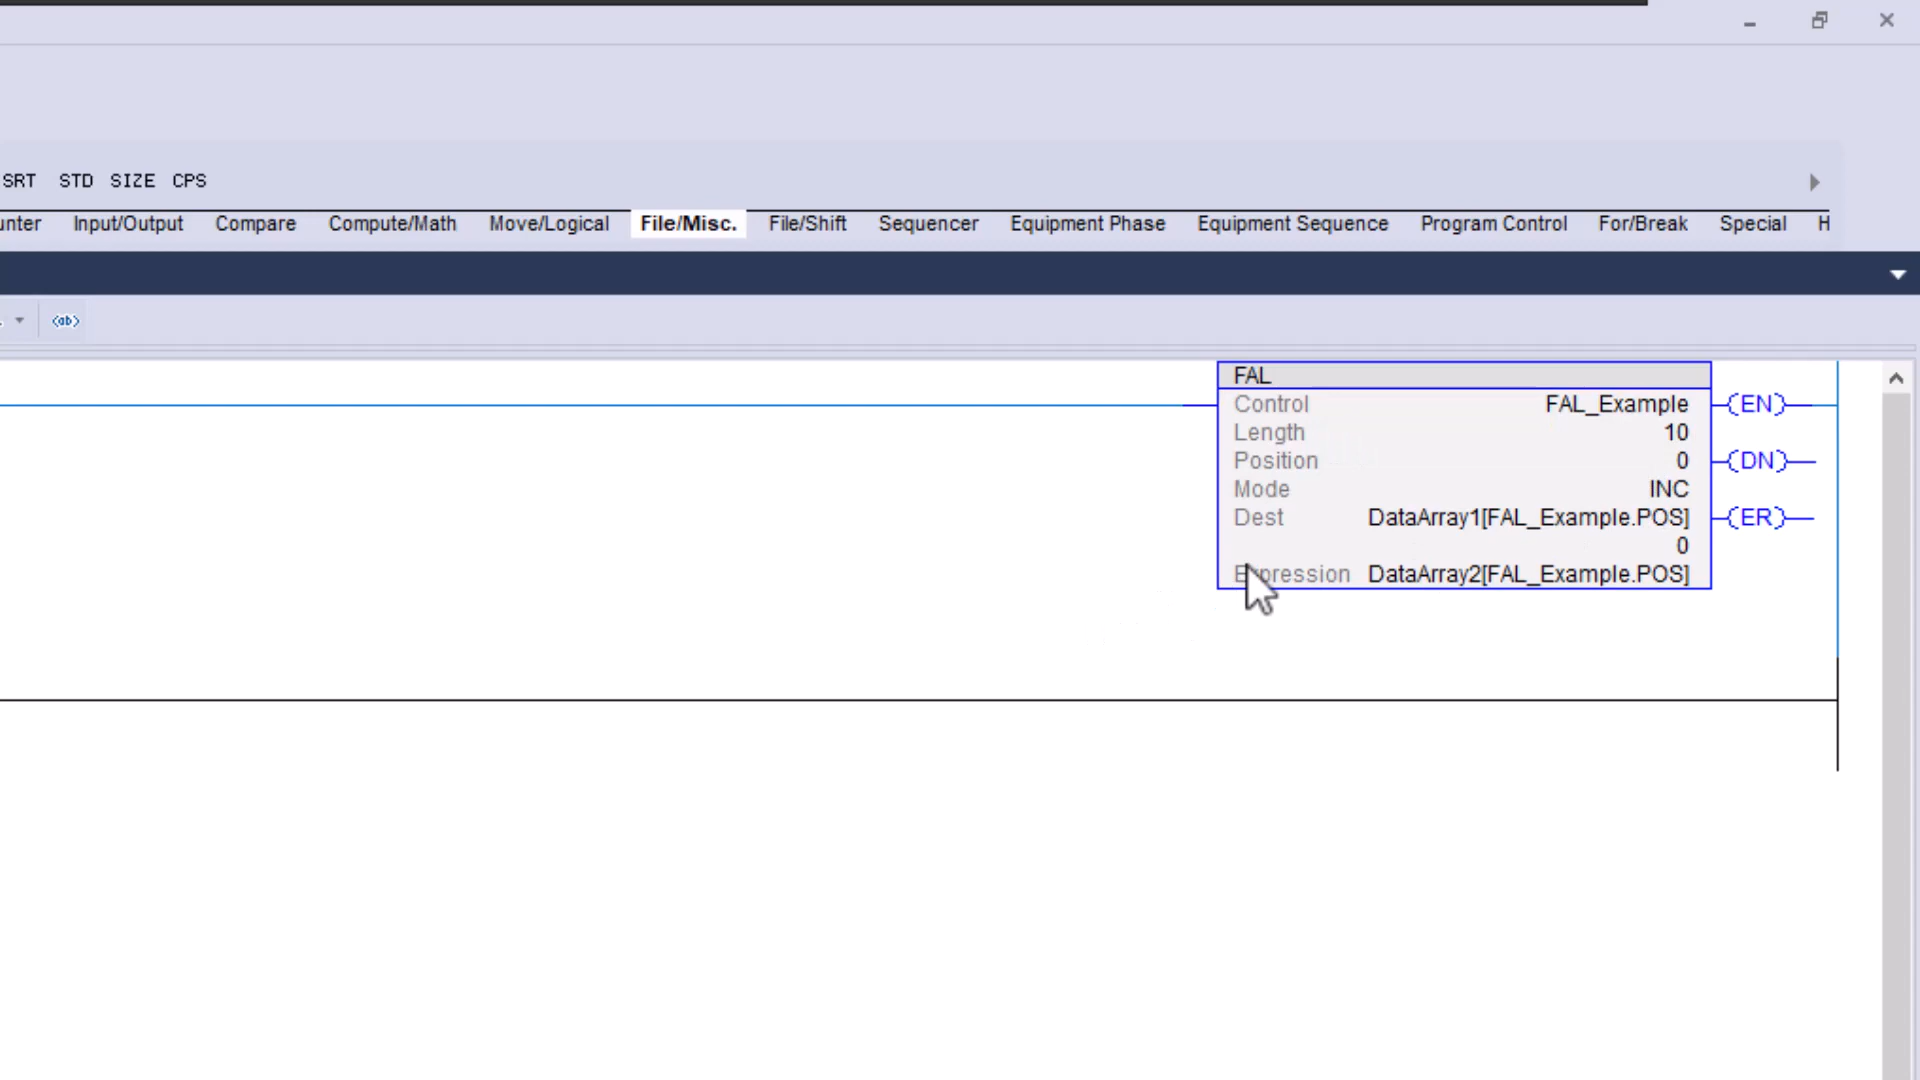 SRT STD SIZE CPS
unter Input/Output Compare Compute/Math Move/Logical File/Misc. File/Shift Sequencer Equipment Phase Equipment Sequence Program Control For/Break Special H
<ab>
FAL
Control FAL_Example (EN)
Length 10
Position 0 (DN)
Mode INC
Dest DataArray1[FAL_Example.POS] (ER)
0
Expression DataArray2[FAL_Example.POS]